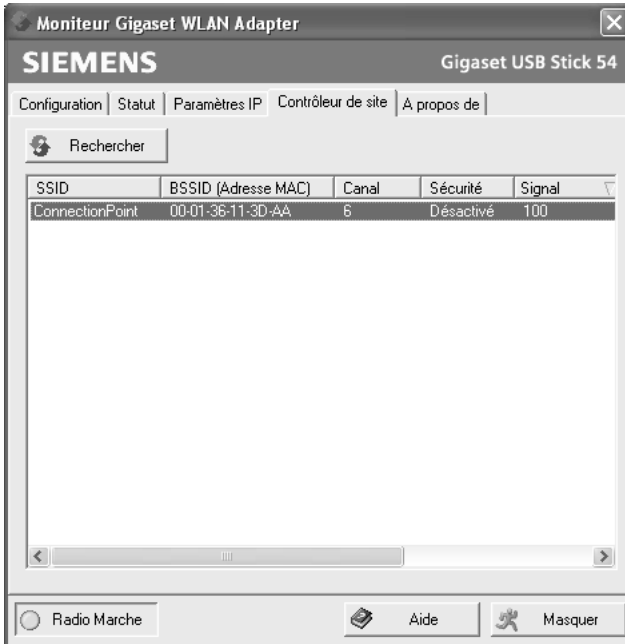 Moniteur Gigaset WLAN Adapter
SIEMENS Gigaset USB Stick 54
Configuration Statut Paramètres IP Contrôleur de site A propos de
Rechercher
SSID BSSID (Adresse MAC) Canal Sécurité Signal
ConnectionPoint 00-01-36-11-3D-AA 6 Désactivé 100
Radio Marche Aide Masquer